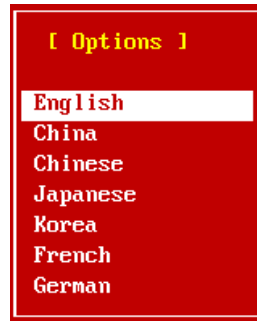 [ Options ]
English
China
Chinese
Japanese
Korea
French
German